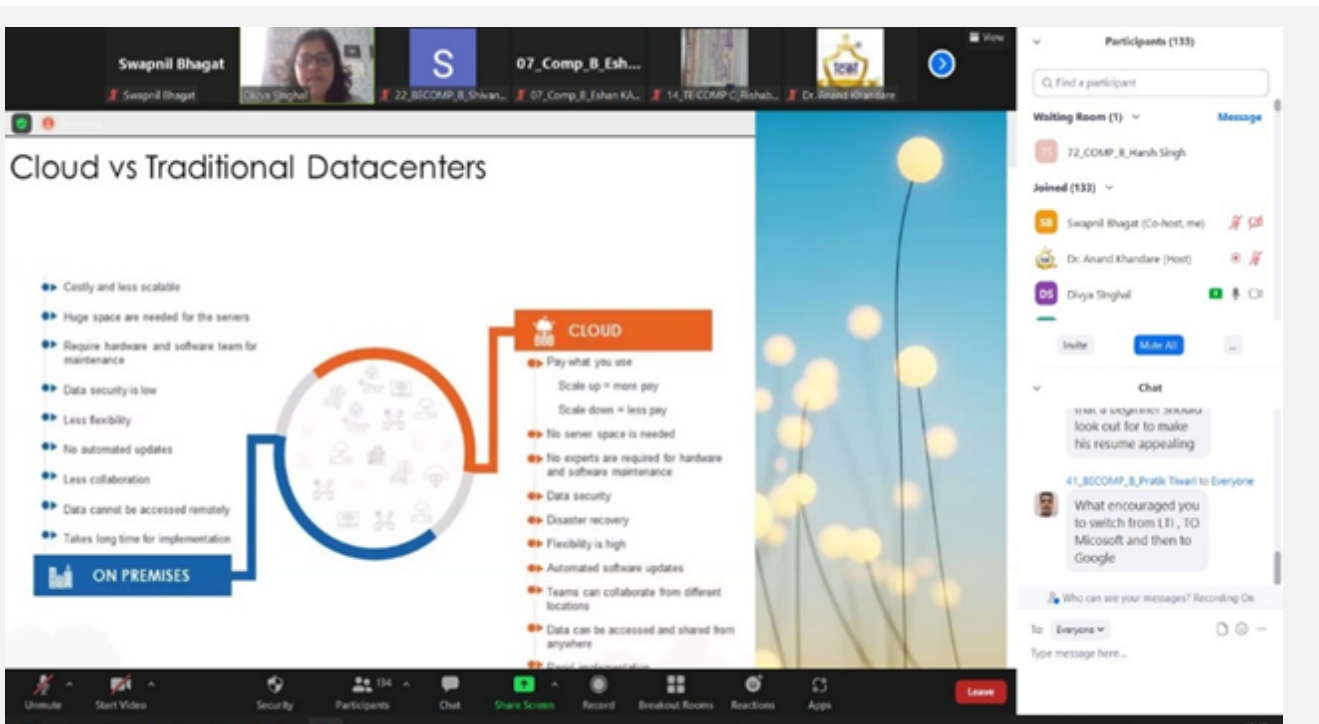 Swapnil Bhagat
S
07_Comp_B_Esh...
View
Swapnil Bhagat
Divya Singhal
22_BECOMP_B_Shivan...
07_Comp_B_Eshan KA...
14_TE-COMP C_Rishab...
Dr. Anand Khandare
tcet
Cloud vs Traditional Datacenters
Costly and less scalable
Huge space are needed for the servers
Require hardware and software team for
maintenance
Data security is low
Less flexibility
No automated updates
Less collaboration
Data cannot be accessed remotely
Takes long time for implementation
ON PREMISES
CLOUD
Pay what you use
Scale up = more pay
Scale down = less pay
No server space is needed
No experts are required for hardware
and software maintenance
Data security
Disaster recovery
Flexibility is high
Automated software updates
Teams can collaborate from different
locations
Data can be accessed and shared from
anywhere
Rapid implementation
Participants (133)
Find a participant
Waiting Room (1)
Message
72_COMP_B_Harsh Singh
Joined (133)
SB
Swapnil Bhagat (Co-host, me)
Dr. Anand Khandare (Host)
DS
Divya Singhal
Invite
Mute All
...
Chat
that a beginner should
look out for to make
his resume appealing
41_BECOMP_B_Pratik Tiwari to Everyone
What encouraged you
to switch from LTI , TO
Micosoft and then to
Google
Who can see your messages? Recording On
To: Everyone
Type message here...
Unmute
Start Video
Security
134
Participants
Chat
Share Screen
Record
Breakout Rooms
Reactions
Apps
Leave